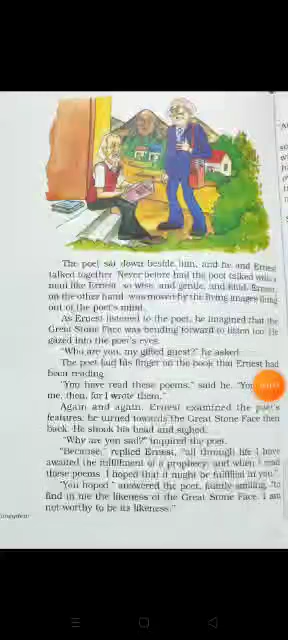 The poet sat down beside him, and he and Ernest
talked together. Never before had the poet talked with a
man like Ernest, so wise, and gentle, and kind. Ernest,
on the other hand, was moved by the living images flung
out of the poet's mind.
As Ernest listened to the poet, he imagined that the
Great Stone Face was bending forward to listen too. He
gazed into the poet's eyes.
"Who are you, my gifted guest?" he asked.
The poet laid his finger on the book that Ernest had
been reading.
"You have read these poems," said he. "You
me, then, for I wrote them."
Again and again, Ernest examined the poet's
features; he turned towards the Great Stone Face then
back. He shook his head and sighed.
"Why are you sad?" inquired the poet.
"Because," replied Ernest, "all through life I have
awaited the fulfilment of a prophecy, and when I read
these poems, I hoped that it might be fulfilled in you."
"You hoped," answered the poet, faintly smiling, "to
find in me the likeness of the Great Stone Face. I am
not worthy to be its likeness."